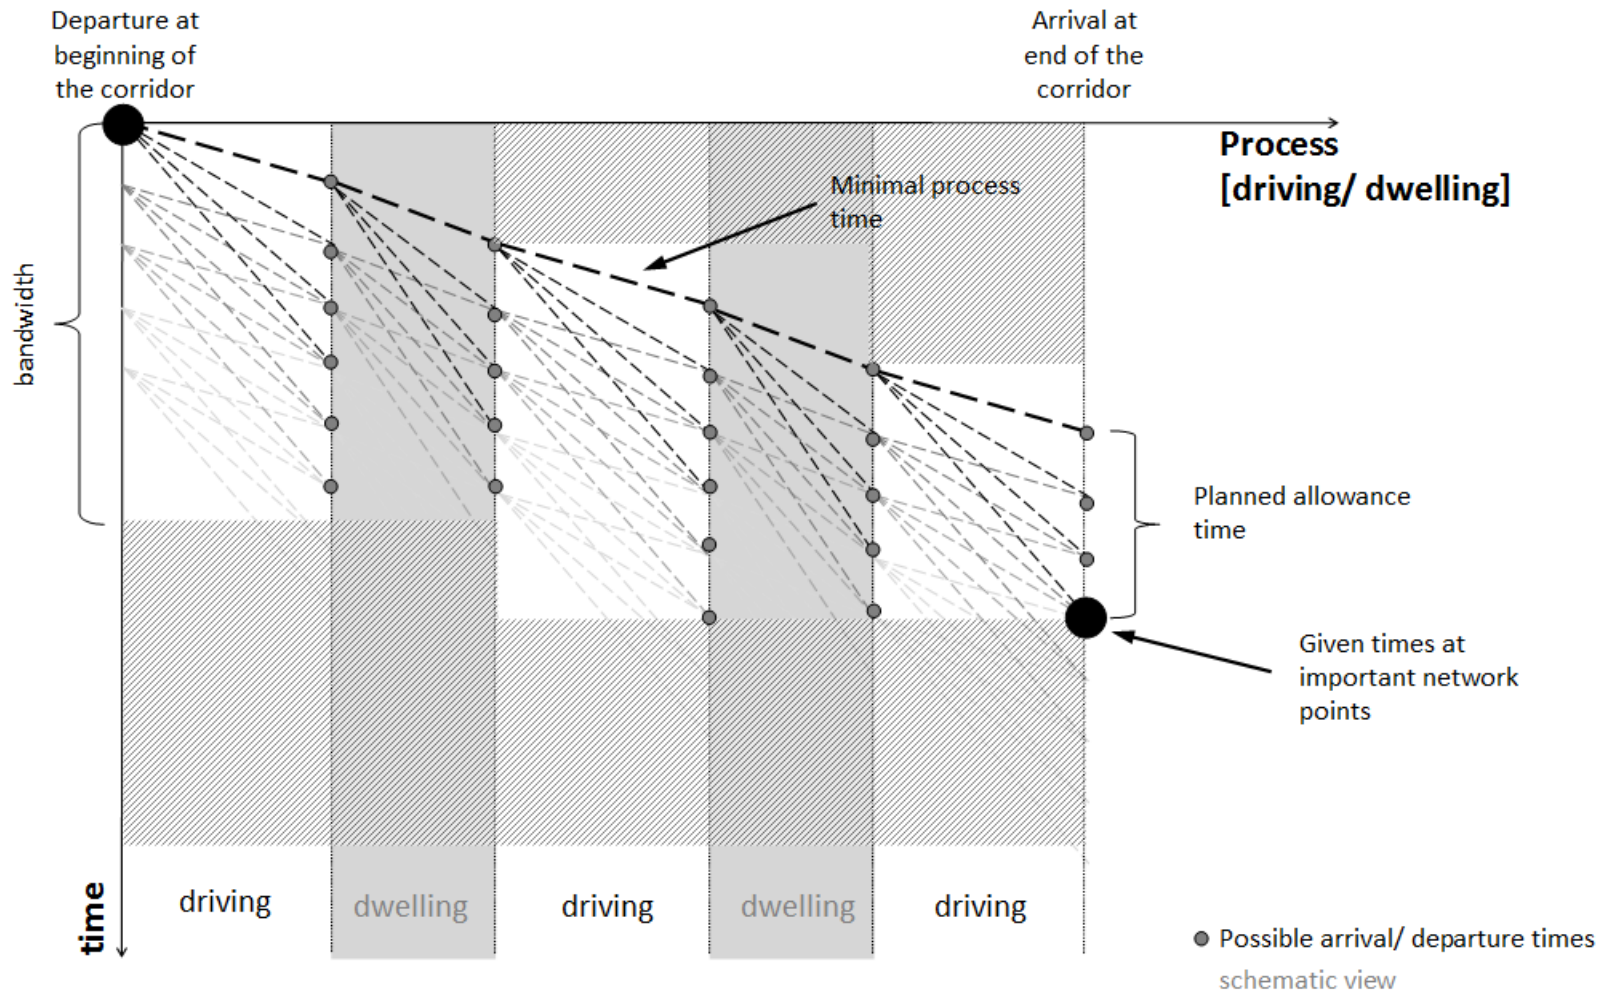 Departure at
beginning of
the corridor
Arrival at
end of the
corridor
Process
[driving/ dwelling]
Minimal process
time
bandwidth
Planned allowance
time
Given times at
important network
points
time
driving
dwelling
driving
dwelling
driving
Possible arrival/ departure times
schematic view